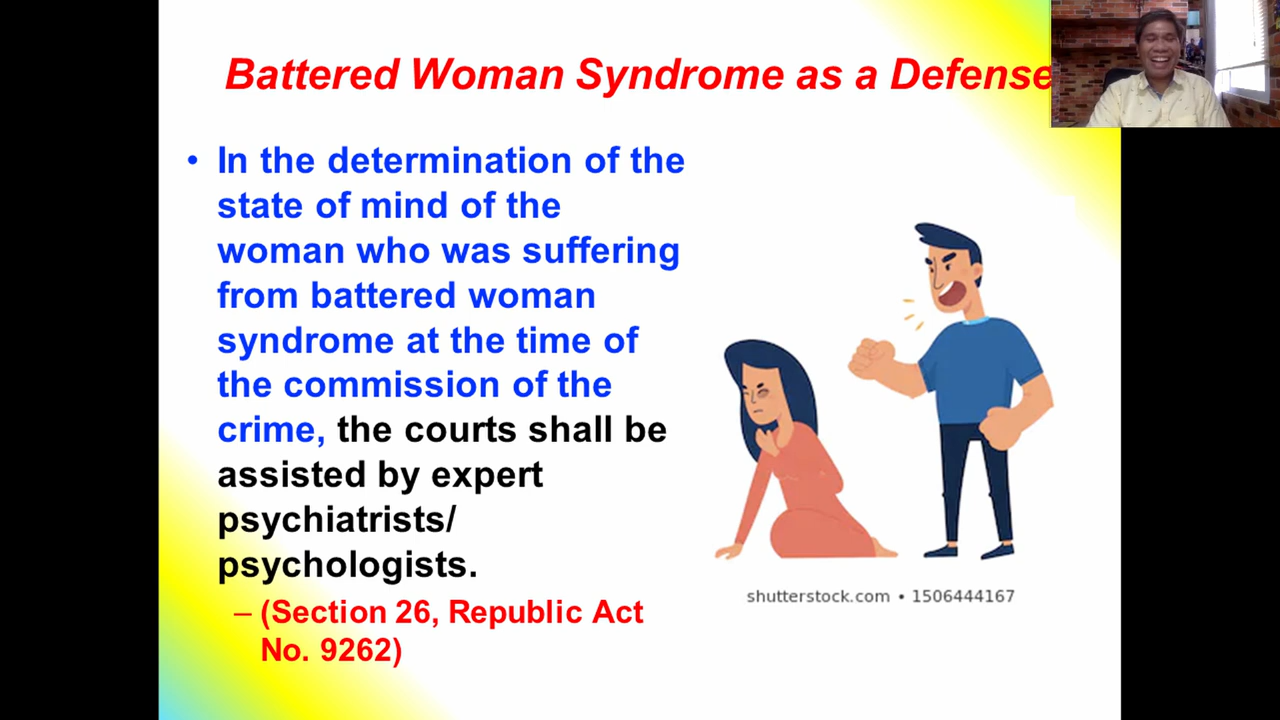 Battered Woman Syndrome as a Defense
• In the determination of the
state of mind of the
woman who was suffering
from battered woman
syndrome at the time of
the commission of the
crime, the courts shall be
assisted by expert
psychiatrists/
psychologists.
– (Section 26, Republic Act
No. 9262)
shutterstock.com • 1506444167